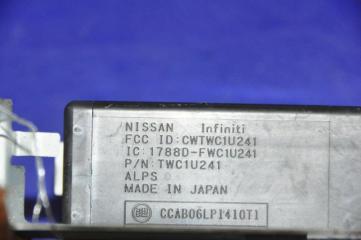 NISSAN Infiniti
FCC ID: CWTWC1U241
IC: 1788D-FWC1U241
P/N: TWC1U241
ALPS
MADE IN JAPAN
CCAB06LP1410T1